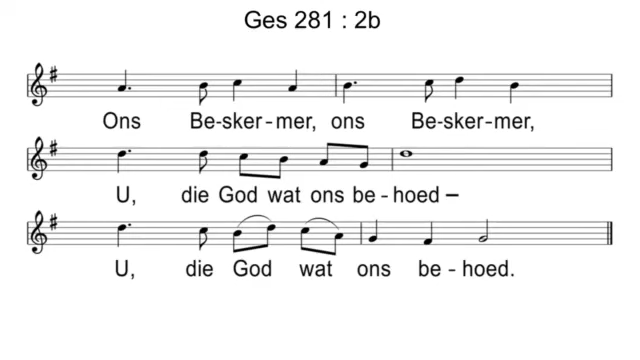 Ges 281 : 2b
Ons Be-sker-mer, ons Be-sker-mer,
U, die God wat ons be-hoed –
U, die God wat ons be-hoed.